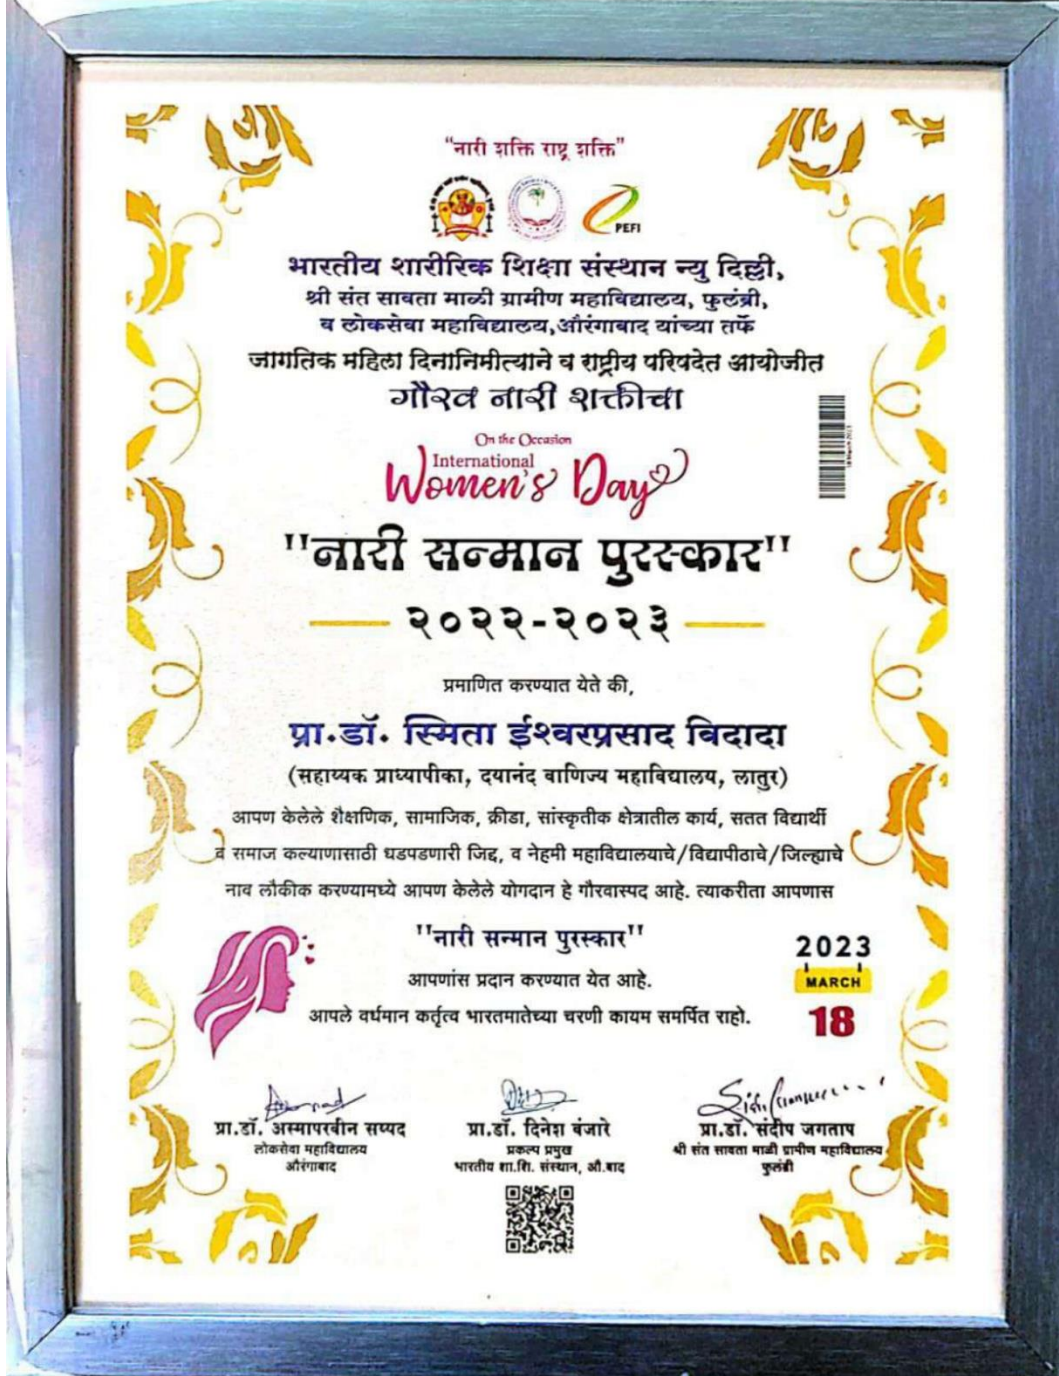 "नारी शक्ति राष्ट्र शक्ति"
PEFI
भारतीय शारीरिक शिक्षा संस्थान न्यु दिल्ली,
श्री संत सावता माळी ग्रामीण महाविद्यालय, फुलंब्री,
व लोकसेवा महाविद्यालय,औरंगाबाद यांच्या तर्फे
जागतिक महिला दिनानिमीत्याने व राष्ट्रीय परिषदेत आयोजीत
गौरव नारी शक्तीचा
On the Occasion
International
Women's Day
"नारी सन्मान पुरस्कार"
२०२२-२०२३
प्रमाणित करण्यात येते की,
प्रा.डॉ. स्मिता ईश्वरप्रसाद विदादा
(सहाय्यक प्राध्यापीका, दयानंद वाणिज्य महाविद्यालय, लातुर)
आपण केलेले शैक्षणिक, सामाजिक, क्रीडा, सांस्कृतीक क्षेत्रातील कार्य, सतत विद्यार्थी
व समाज कल्याणासाठी धडपडणारी जिद्द, व नेहमी महाविद्यालयाचे/विद्यापीठाचे/जिल्ह्याचे
नाव लौकीक करण्यामध्ये आपण केलेले योगदान हे गौरवास्पद आहे. त्याकरीता आपणास
"नारी सन्मान पुरस्कार"
आपणांस प्रदान करण्यात येत आहे.
आपले वर्धमान कर्तृत्व भारतमातेच्या चरणी कायम समर्पित राहो.
2023
MARCH
18
प्रा.डॉ. अस्मापरवीन सय्यद
लोकसेवा महाविद्यालय
औरंगाबाद
प्रा.डॉ. दिनेश बंजारे
प्रकल्प प्रमुख
भारतीय शा.शि. संस्थान, औ.बाद
प्रा.डॉ. संदीप जगताप
श्री संत सावता माळी ग्रामीण महाविद्यालय
फुलंब्री